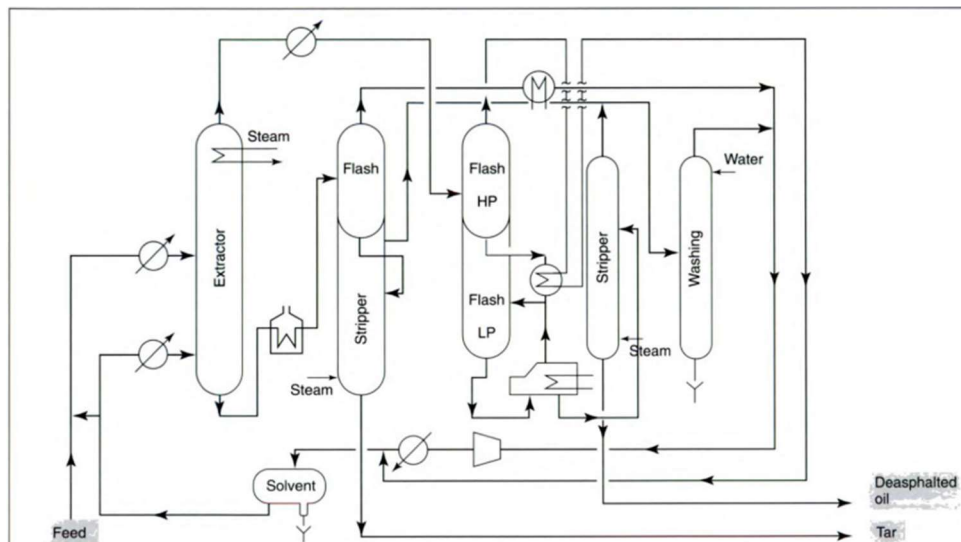 Steam
Extractor
Flash
Stripper
Steam
Flash
HP
Flash
LP
Stripper
Steam
Water
Washing
Solvent
Feed
Deasphalted
oil
Tar